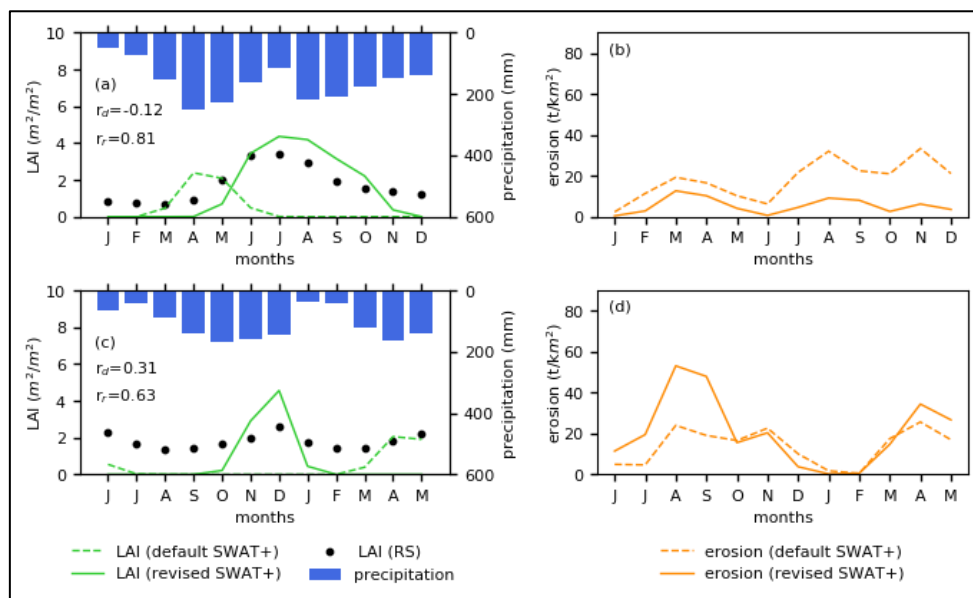 10
8
6
4
2
0
LAI (m²/m²)
(a)
r_d=-0.12
r_r=0.81
0
200
400
600
precipitation (mm)
J F M A M J J A S O N D
months
80
60
40
20
0
erosion (t/km²)
(b)
J F M A M J J A S O N D
months
10
8
6
4
2
0
LAI (m²/m²)
(c)
r_d=0.31
r_r=0.63
0
200
400
600
precipitation (mm)
J J A S O N D J F M A M
months
80
60
40
20
0
erosion (t/km²)
(d)
J J A S O N D J F M A M
months
LAI (default SWAT+)
LAI (revised SWAT+)
LAI (RS)
precipitation
erosion (default SWAT+)
erosion (revised SWAT+)